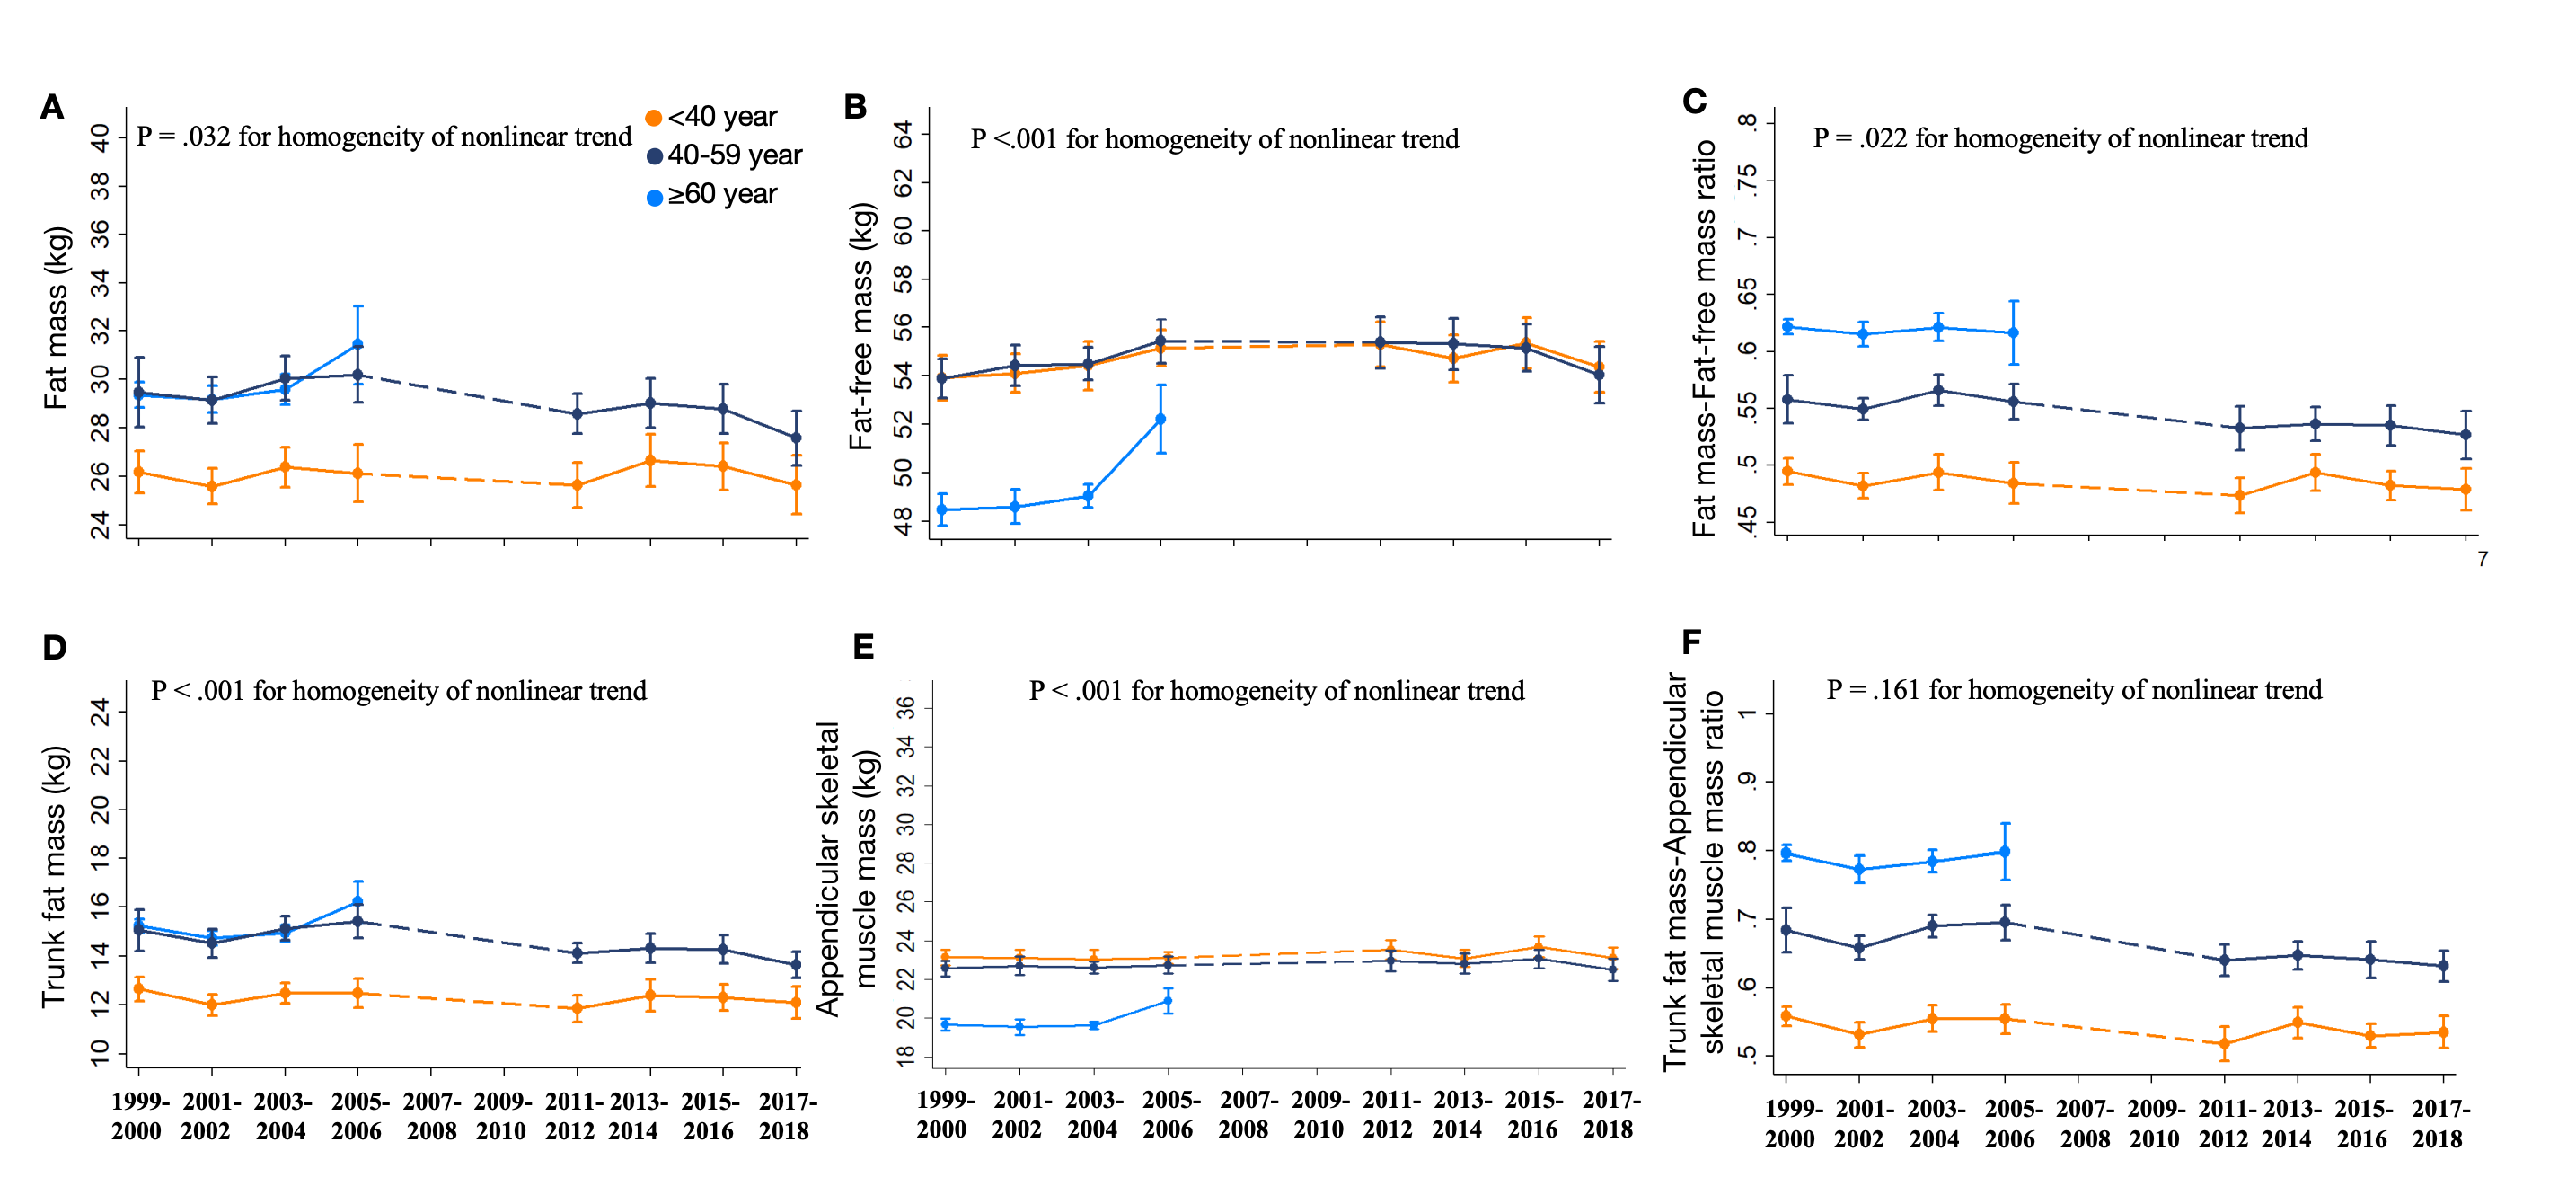 A
P = .032 for homogeneity of nonlinear trend
<40 year
40-59 year
≥60 year
Fat mass (kg)
40
38
36
34
32
30
28
26
24
B
P <.001 for homogeneity of nonlinear trend
Fat-free mass (kg)
64
62
60
58
56
54
52
50
48
C
P = .022 for homogeneity of nonlinear trend
Fat mass-Fat-free mass ratio
.8
.75
.7
.65
.6
.55
.5
.45
7
D
P < .001 for homogeneity of nonlinear trend
Trunk fat mass (kg)
24
22
20
18
16
14
12
10
1999- 2001- 2003- 2005- 2007- 2009- 2011- 2013- 2015- 2017-
2000 2002 2004 2006 2008 2010 2012 2014 2016 2018
E
P < .001 for homogeneity of nonlinear trend
Appendicular skeletal
muscle mass (kg)
36
34
32
30
28
26
24
22
20
18
1999- 2001- 2003- 2005- 2007- 2009- 2011- 2013- 2015- 2017-
2000 2002 2004 2006 2008 2010 2012 2014 2016 2018
F
P = .161 for homogeneity of nonlinear trend
Trunk fat mass-Appendicular
skeletal muscle mass ratio
1
.9
.8
.7
.6
.5
1999- 2001- 2003- 2005- 2007- 2009- 2011- 2013- 2015- 2017-
2000 2002 2004 2006 2008 2010 2012 2014 2016 2018